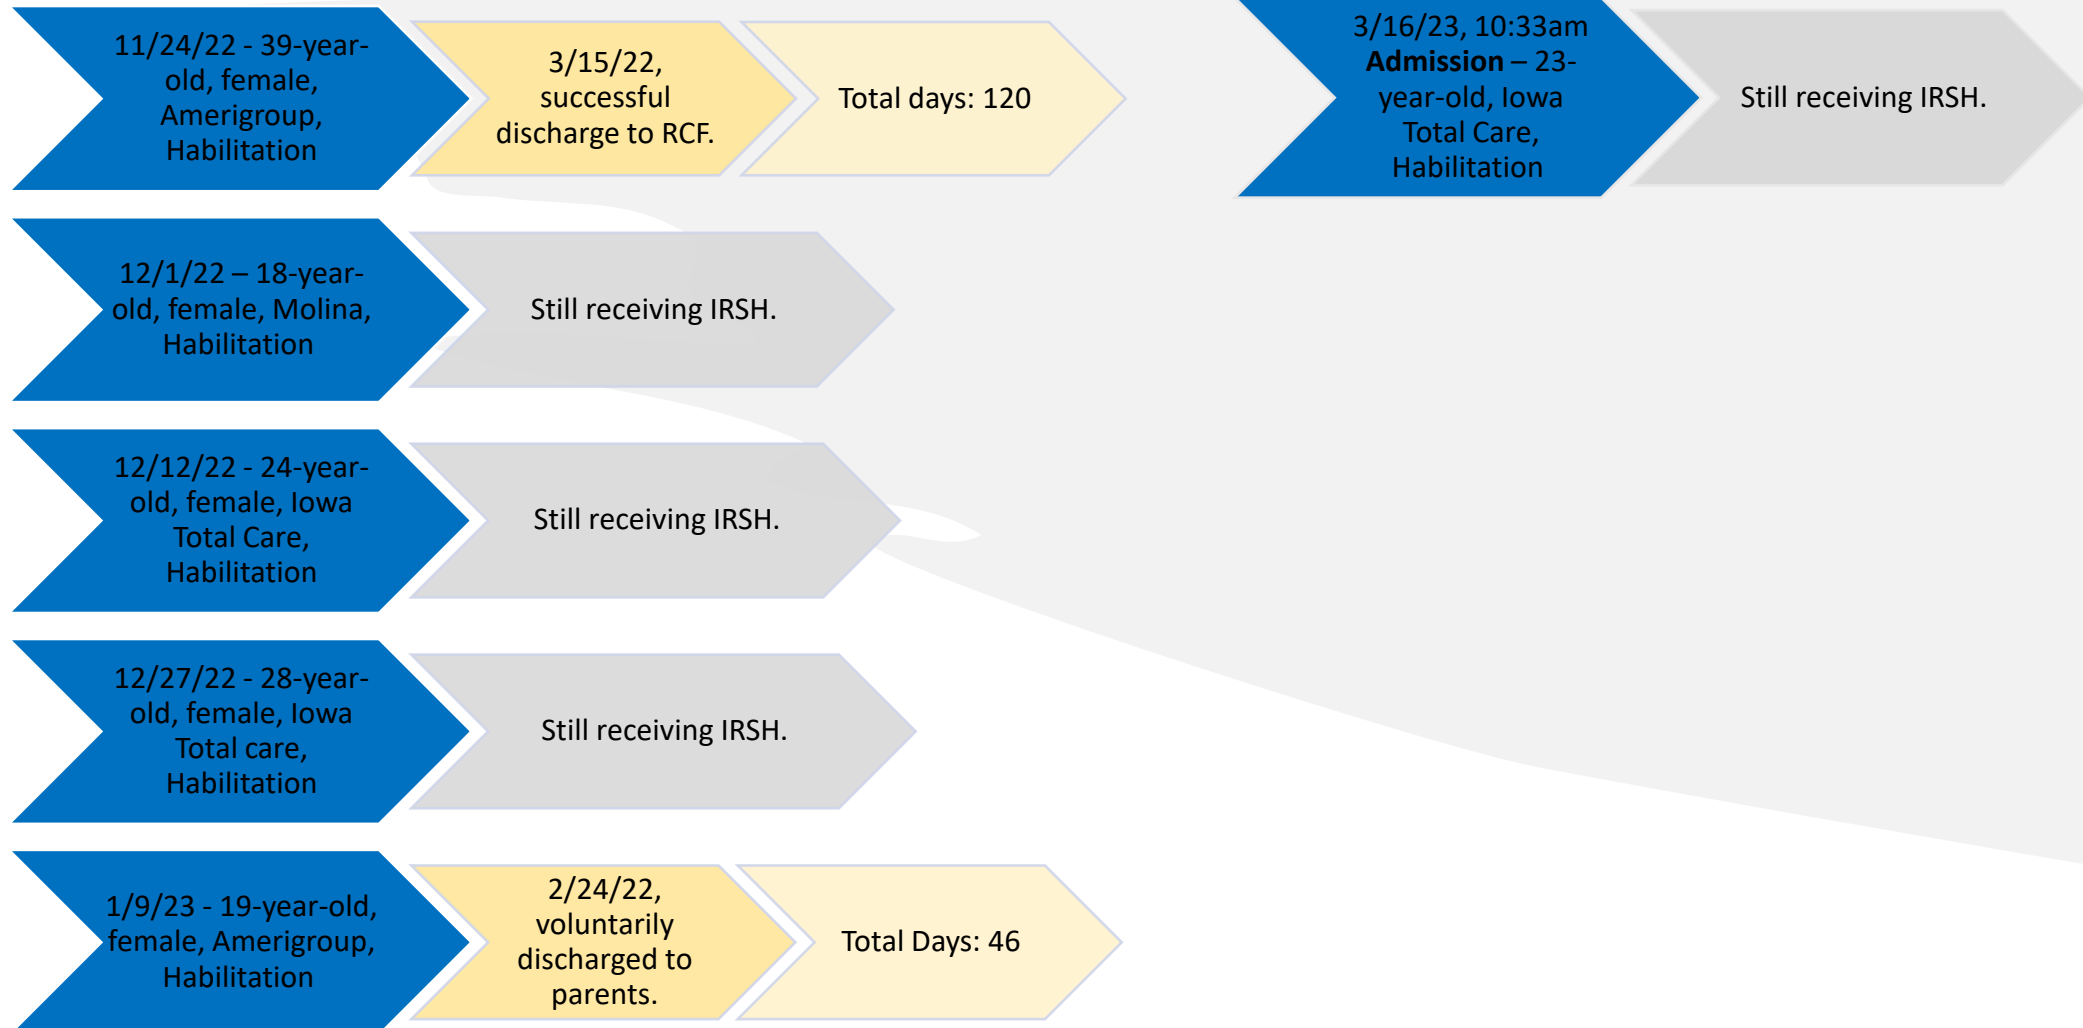 11/24/22 - 39-year-
old, female,
Amerigroup,
Habilitation
3/15/22,
successful
discharge to RCF.
Total days: 120
12/1/22 – 18-year-
old, female, Molina,
Habilitation
Still receiving IRSH.
12/12/22 - 24-year-
old, female, Iowa
Total Care,
Habilitation
Still receiving IRSH.
12/27/22 - 28-year-
old, female, Iowa
Total care,
Habilitation
Still receiving IRSH.
1/9/23 - 19-year-old,
female, Amerigroup,
Habilitation
2/24/22,
voluntarily
discharged to
parents.
Total Days: 46
3/16/23, 10:33am
Admission – 23-
year-old, Iowa
Total Care,
Habilitation
Still receiving IRSH.